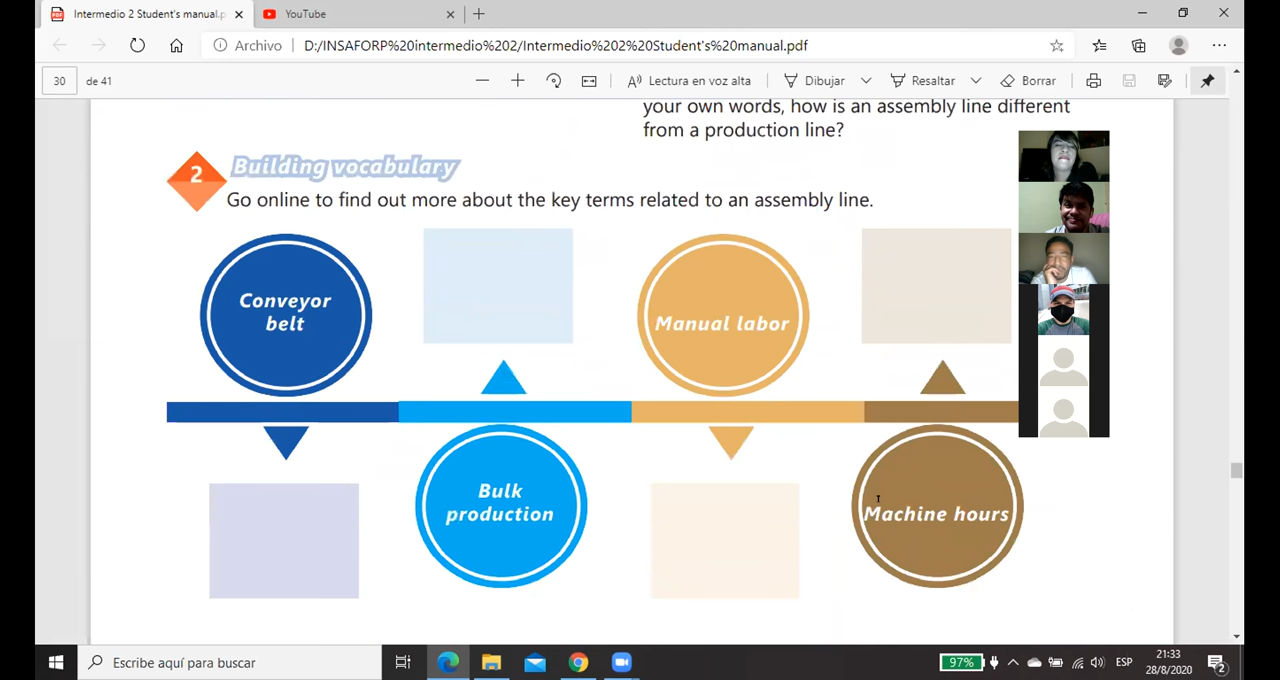 Intermedio 2 Student's manual.p
YouTube
Archivo
D:/INSAFORP%20intermedio%202/Intermedio%202%20Student's%20manual.pdf
30
de 41
Lectura en voz alta
Dibujar
Resaltar
Borrar
your own words, how is an assembly line different
from a production line?
2
Building vocabulary
Go online to find out more about the key terms related to an assembly line.
Conveyor
belt
Manual labor
Bulk
production
Machine hours
Escribe aquí para buscar
97%
ESP
21:33
28/8/2020
2